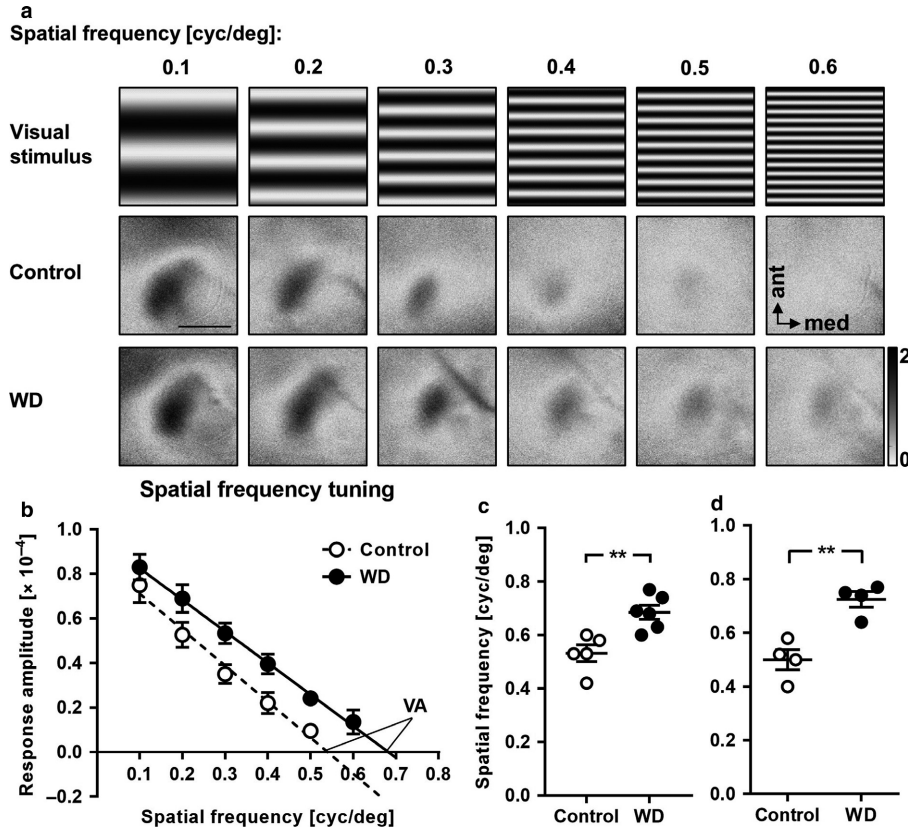 a
Spatial frequency [cyc/deg]:
0.1 0.2 0.3 0.4 0.5 0.6
Visual
stimulus
Control
ant
med
WD
2
0
Spatial frequency tuning
b
Response amplitude [× 10⁻⁴]
1.0
0.8
0.6
0.4
0.2
0.0
–0.2
Control
WD
VA
0.1 0.2 0.3 0.4 0.5 0.6 0.7 0.8
Spatial frequency [cyc/deg]
c
Spatial frequency [cyc/deg]
1.0
0.8
0.6
0.4
0.2
0.0
**
Control WD
d
1.0
0.8
0.6
0.4
0.2
0.0
**
Control WD